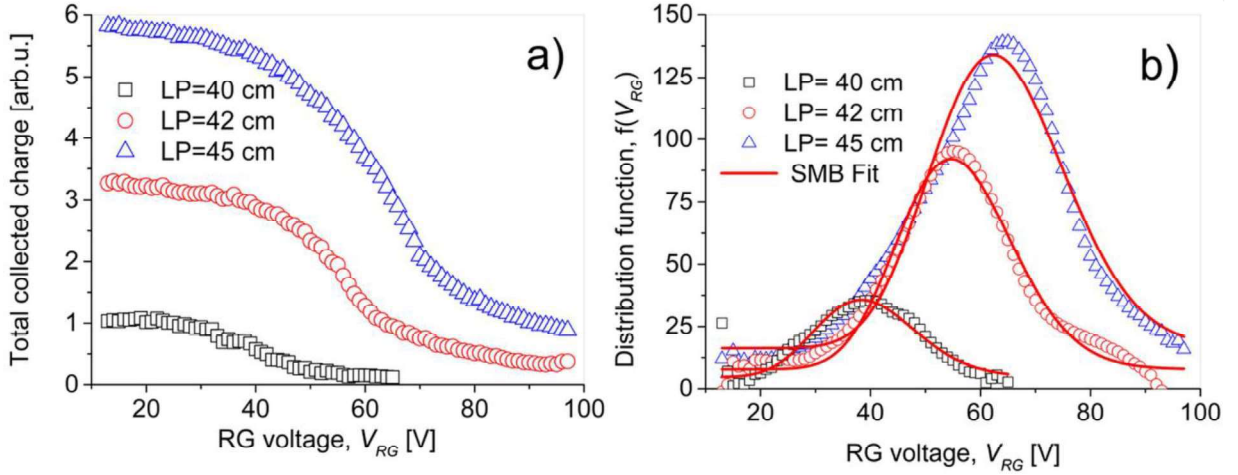 a)
Total collected charge [arb.u.]
6
5
4
3
2
1
0
LP=40 cm
LP=42 cm
LP=45 cm
20 40 60 80 100
RG voltage, V_RG [V]
b)
Distribution function, f(V_RG)
150
125
100
75
50
25
0
LP= 40 cm
LP= 42 cm
LP= 45 cm
SMB Fit
20 40 60 80 100
RG voltage, V_RG [V]